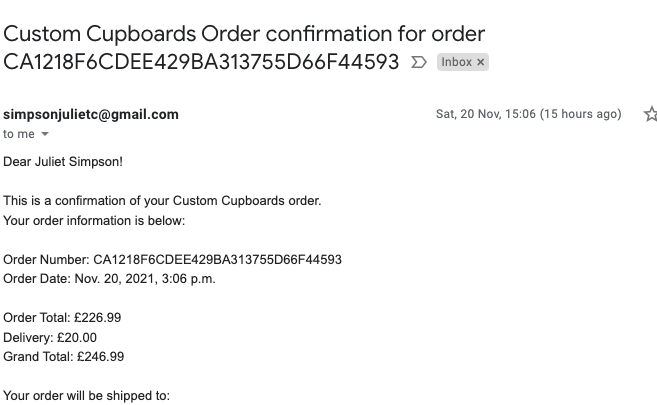 Custom Cupboards Order confirmation for order
CA1218F6CDEE429BA313755D66F44593 Inbox ×
simpsonjulietc@gmail.com Sat, 20 Nov, 15:06 (15 hours ago)
to me
Dear Juliet Simpson!
This is a confirmation of your Custom Cupboards order.
Your order information is below:
Order Number: CA1218F6CDEE429BA313755D66F44593
Order Date: Nov. 20, 2021, 3:06 p.m.
Order Total: £226.99
Delivery: £20.00
Grand Total: £246.99
Your order will be shipped to: